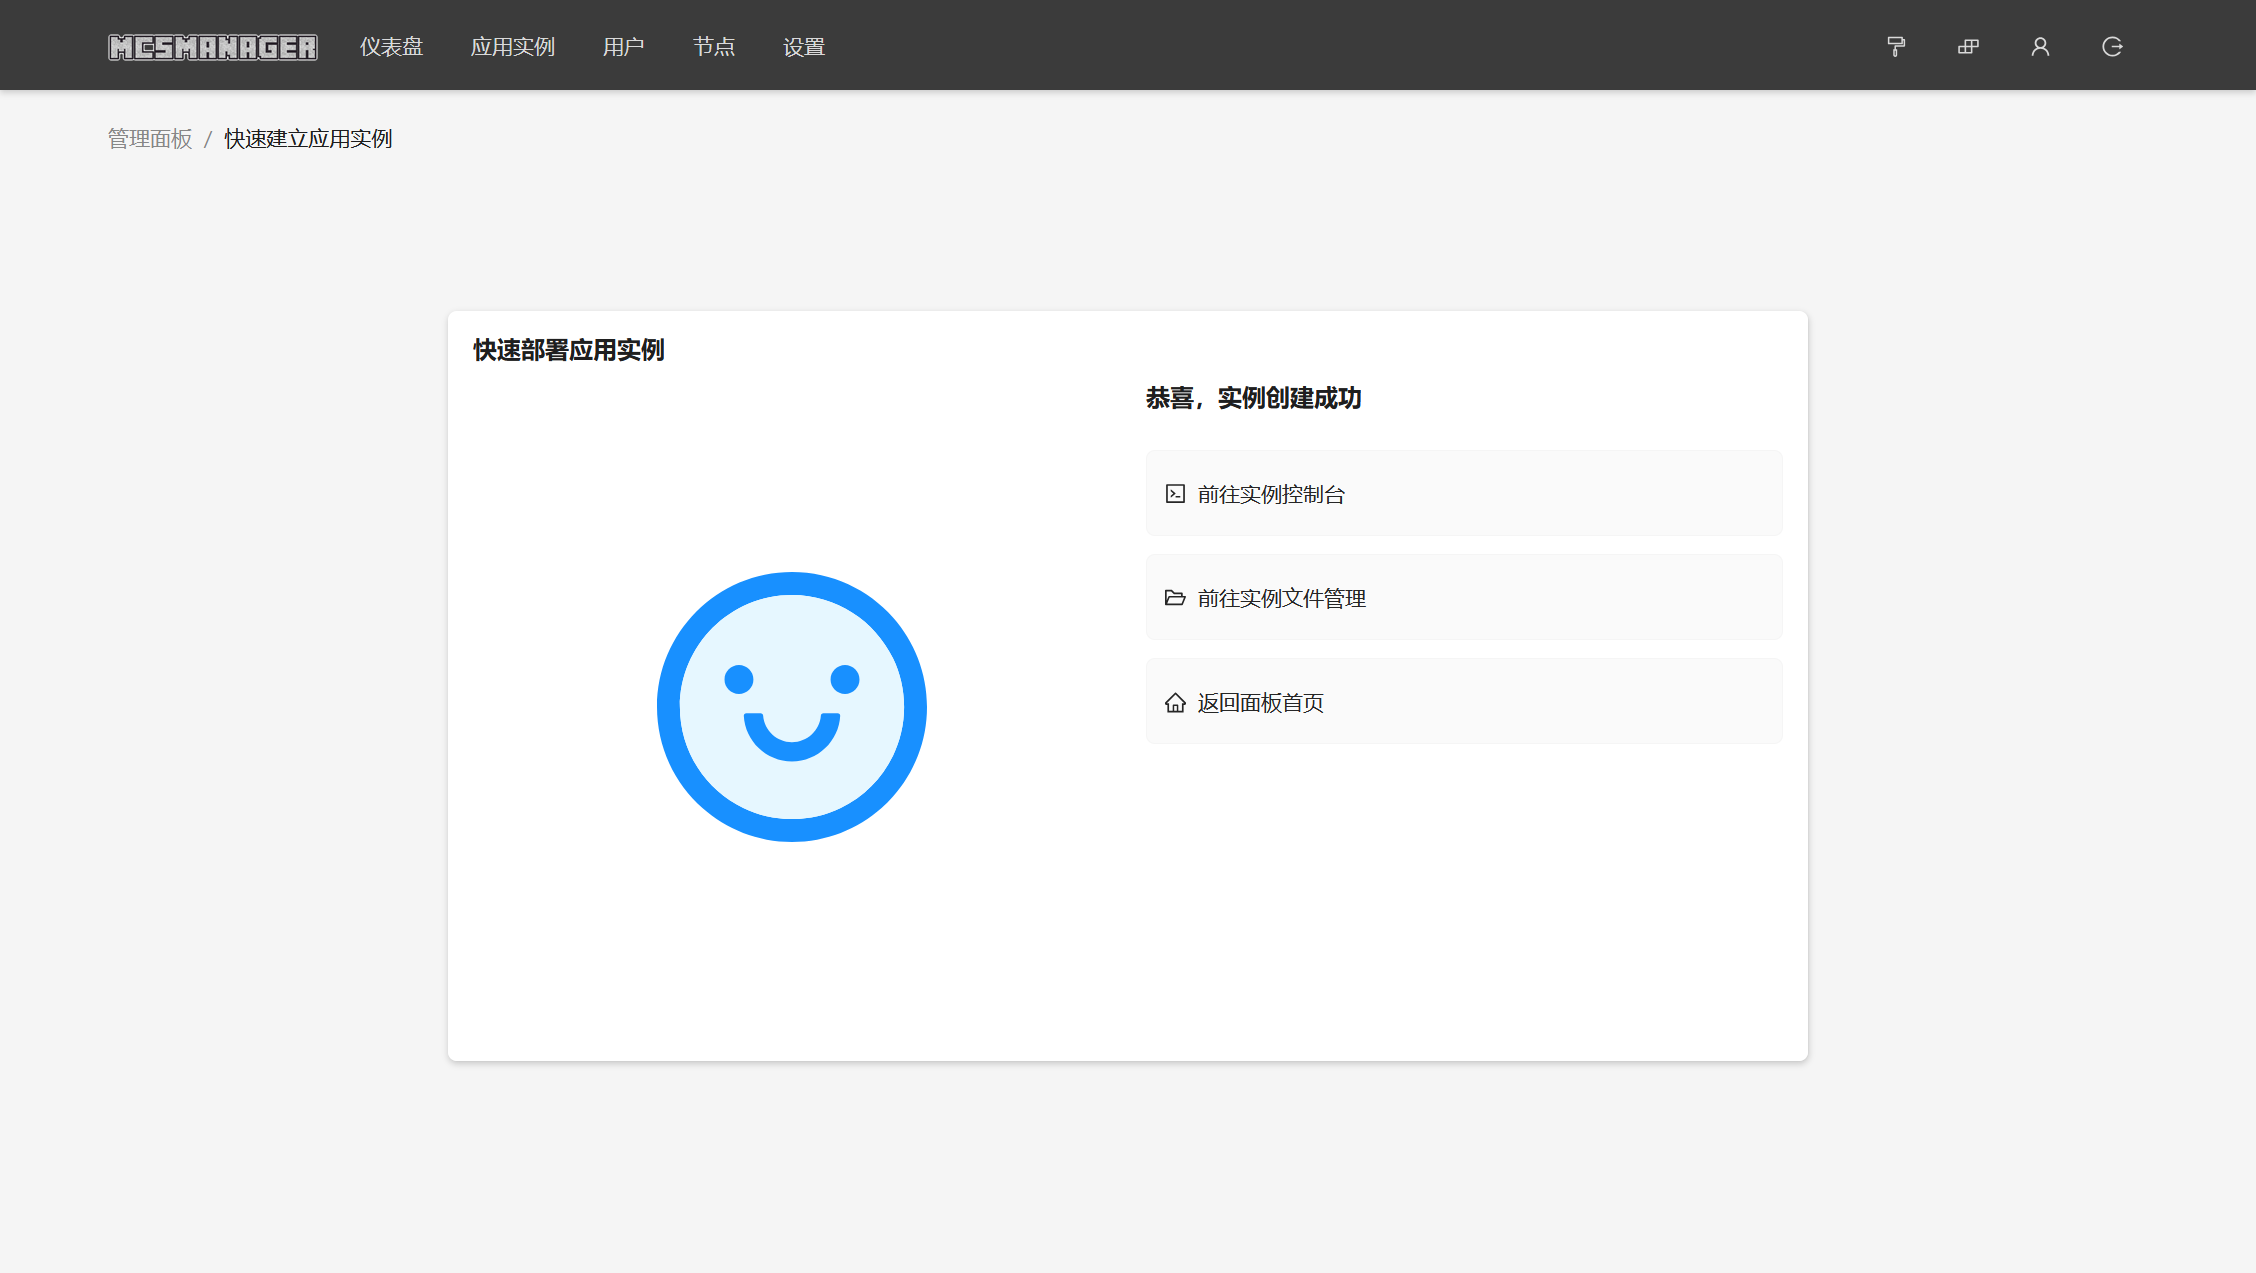 MCSMANAGER 仪表盘 应用实例 用户 节点 设置
管理面板 / 快速建立应用实例
快速部署应用实例
恭喜，实例创建成功
前往实例控制台
前往实例文件管理
返回面板首页